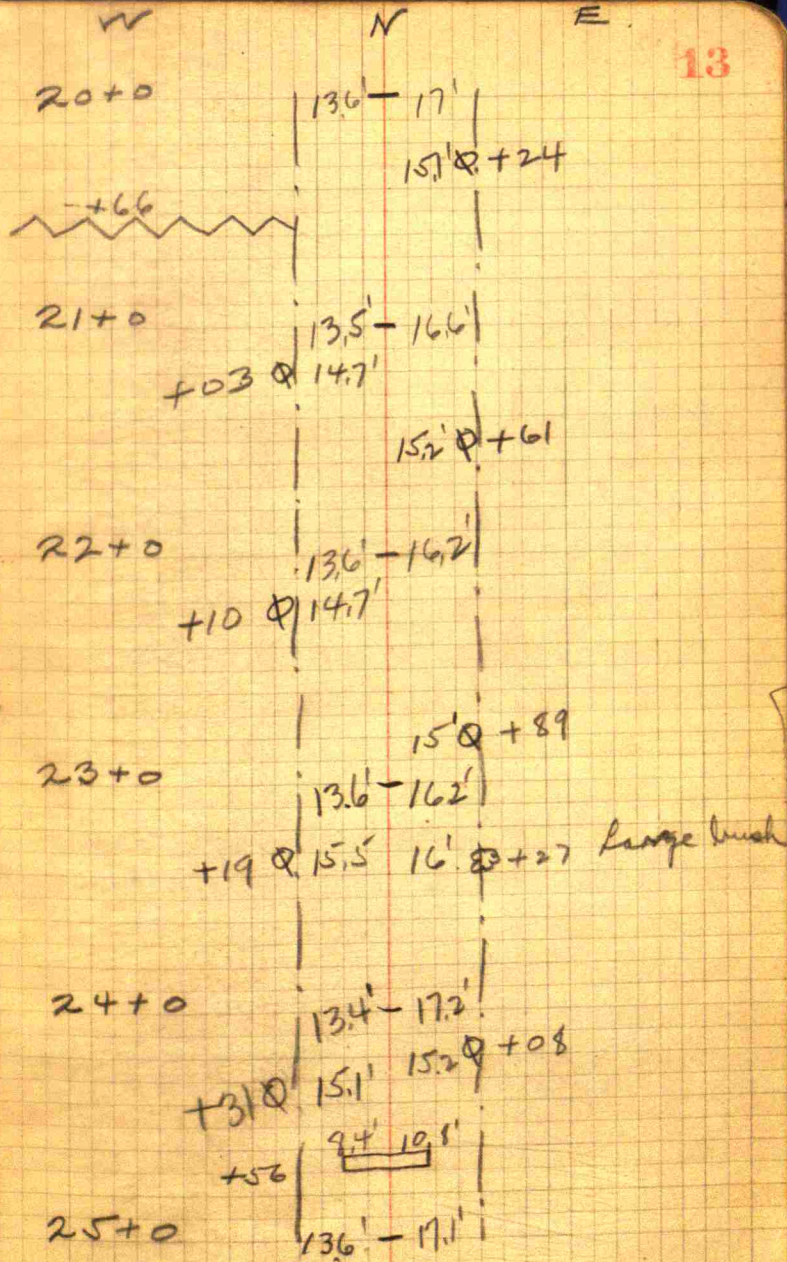 W N E
13
20+0 13.6' – 17'
15.1' +24
+66
21+0 13.5' – 16.6'
+03 14.7'
15.2' +61
22+0 13.6' – 16.2'
+10 14.7'
15' +89
23+0 13.6' – 16.2'
+19 15.5 16' +27 Large bush
24+0 13.4' – 17.2'
15.2 +08
+31 15.1'
8.4' 10.8'
+56
25+0 13.6' – 17.1'